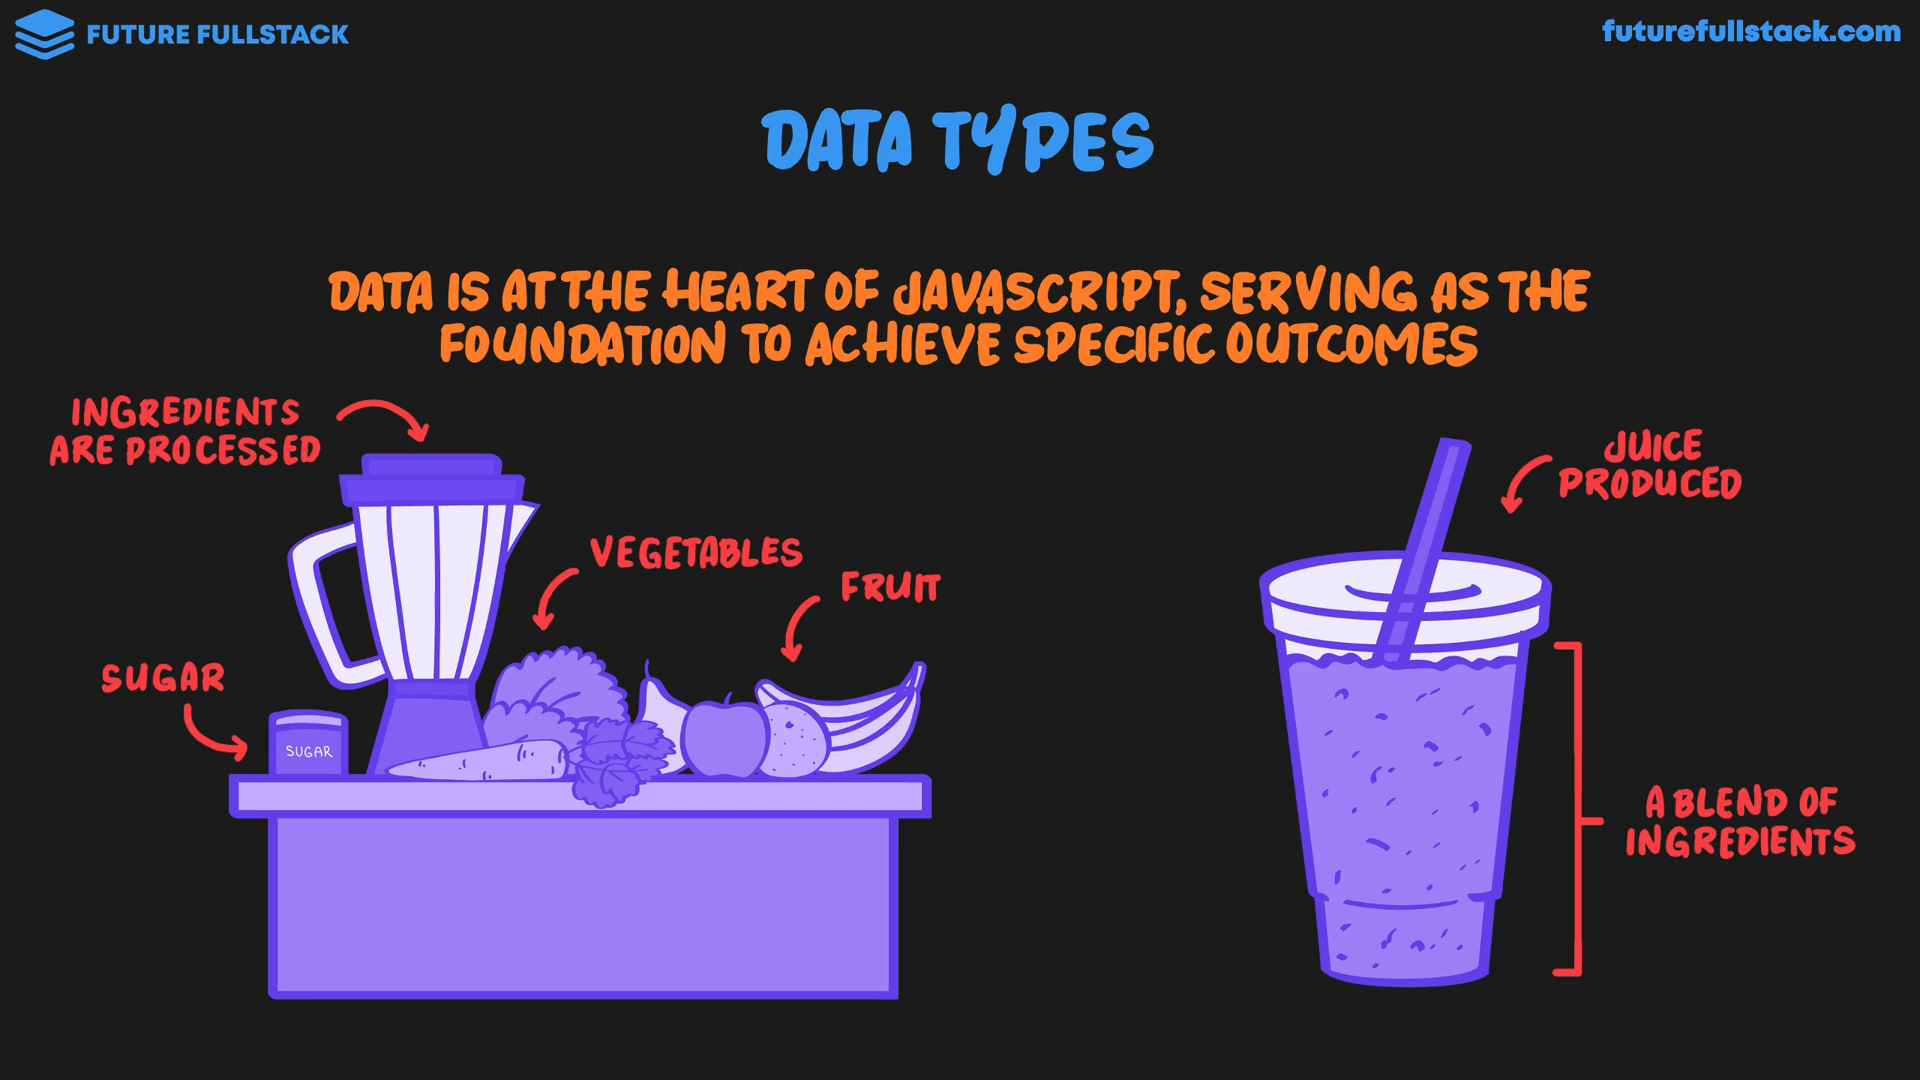 FUTURE FULLSTACK
futurefullstack.com
DATA TYPES
DATA IS AT THE HEART OF JAVASCRIPT, SERVING AS THE
FOUNDATION TO ACHIEVE SPECIFIC OUTCOMES
INGREDIENTS
ARE PROCESSED
JUICE
PRODUCED
VEGETABLES
FRUIT
SUGAR
SUGAR
A BLEND OF
INGREDIENTS